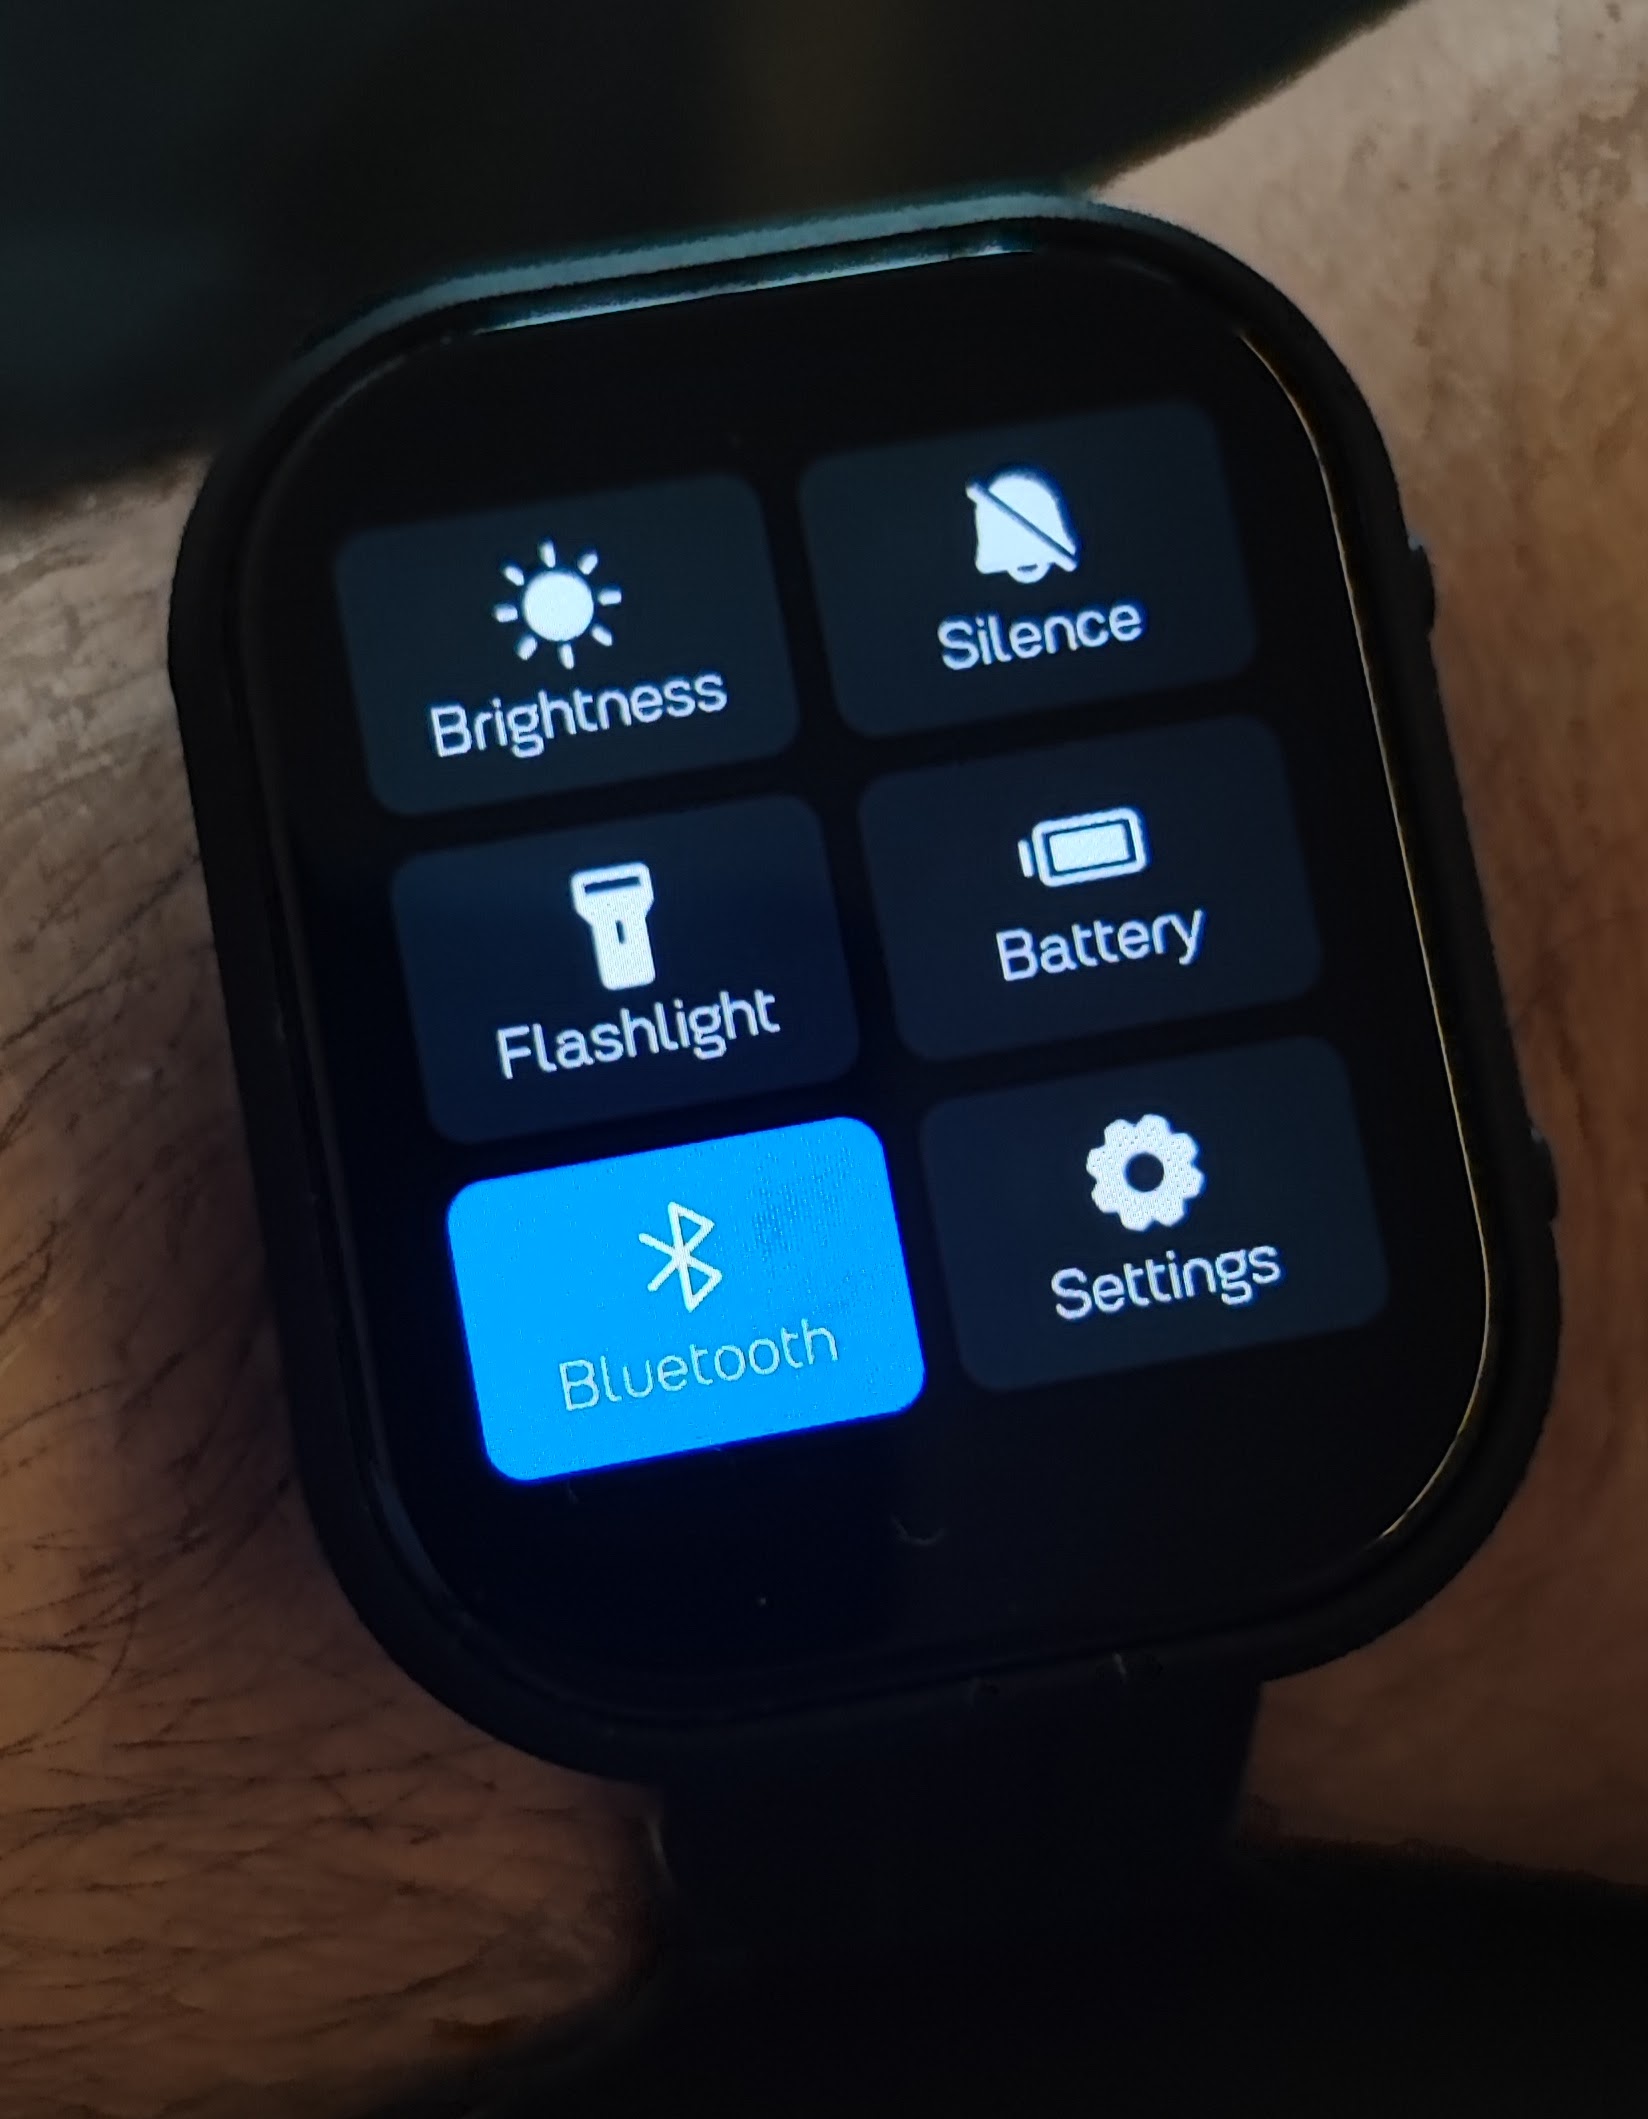 Brightness
Silence
Flashlight
Battery
Bluetooth
Settings